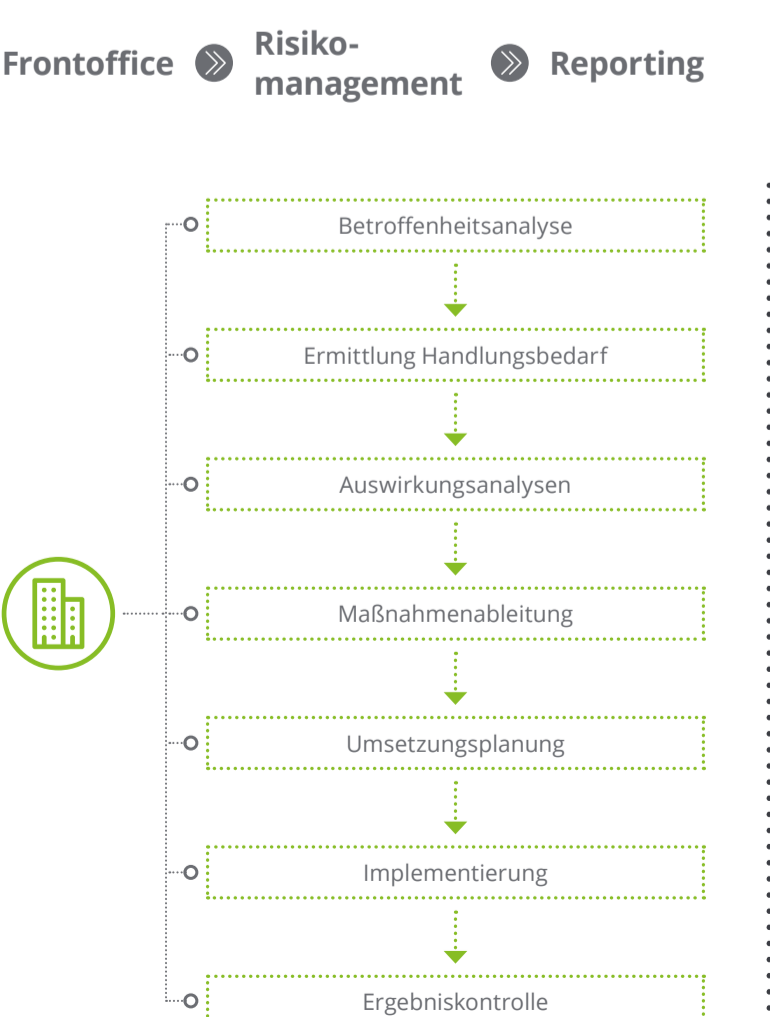 Frontoffice
Risiko-
management
Reporting
Betroffenheitsanalyse
Ermittlung Handlungsbedarf
Auswirkungsanalysen
Maßnahmenableitung
Umsetzungsplanung
Implementierung
Ergebniskontrolle